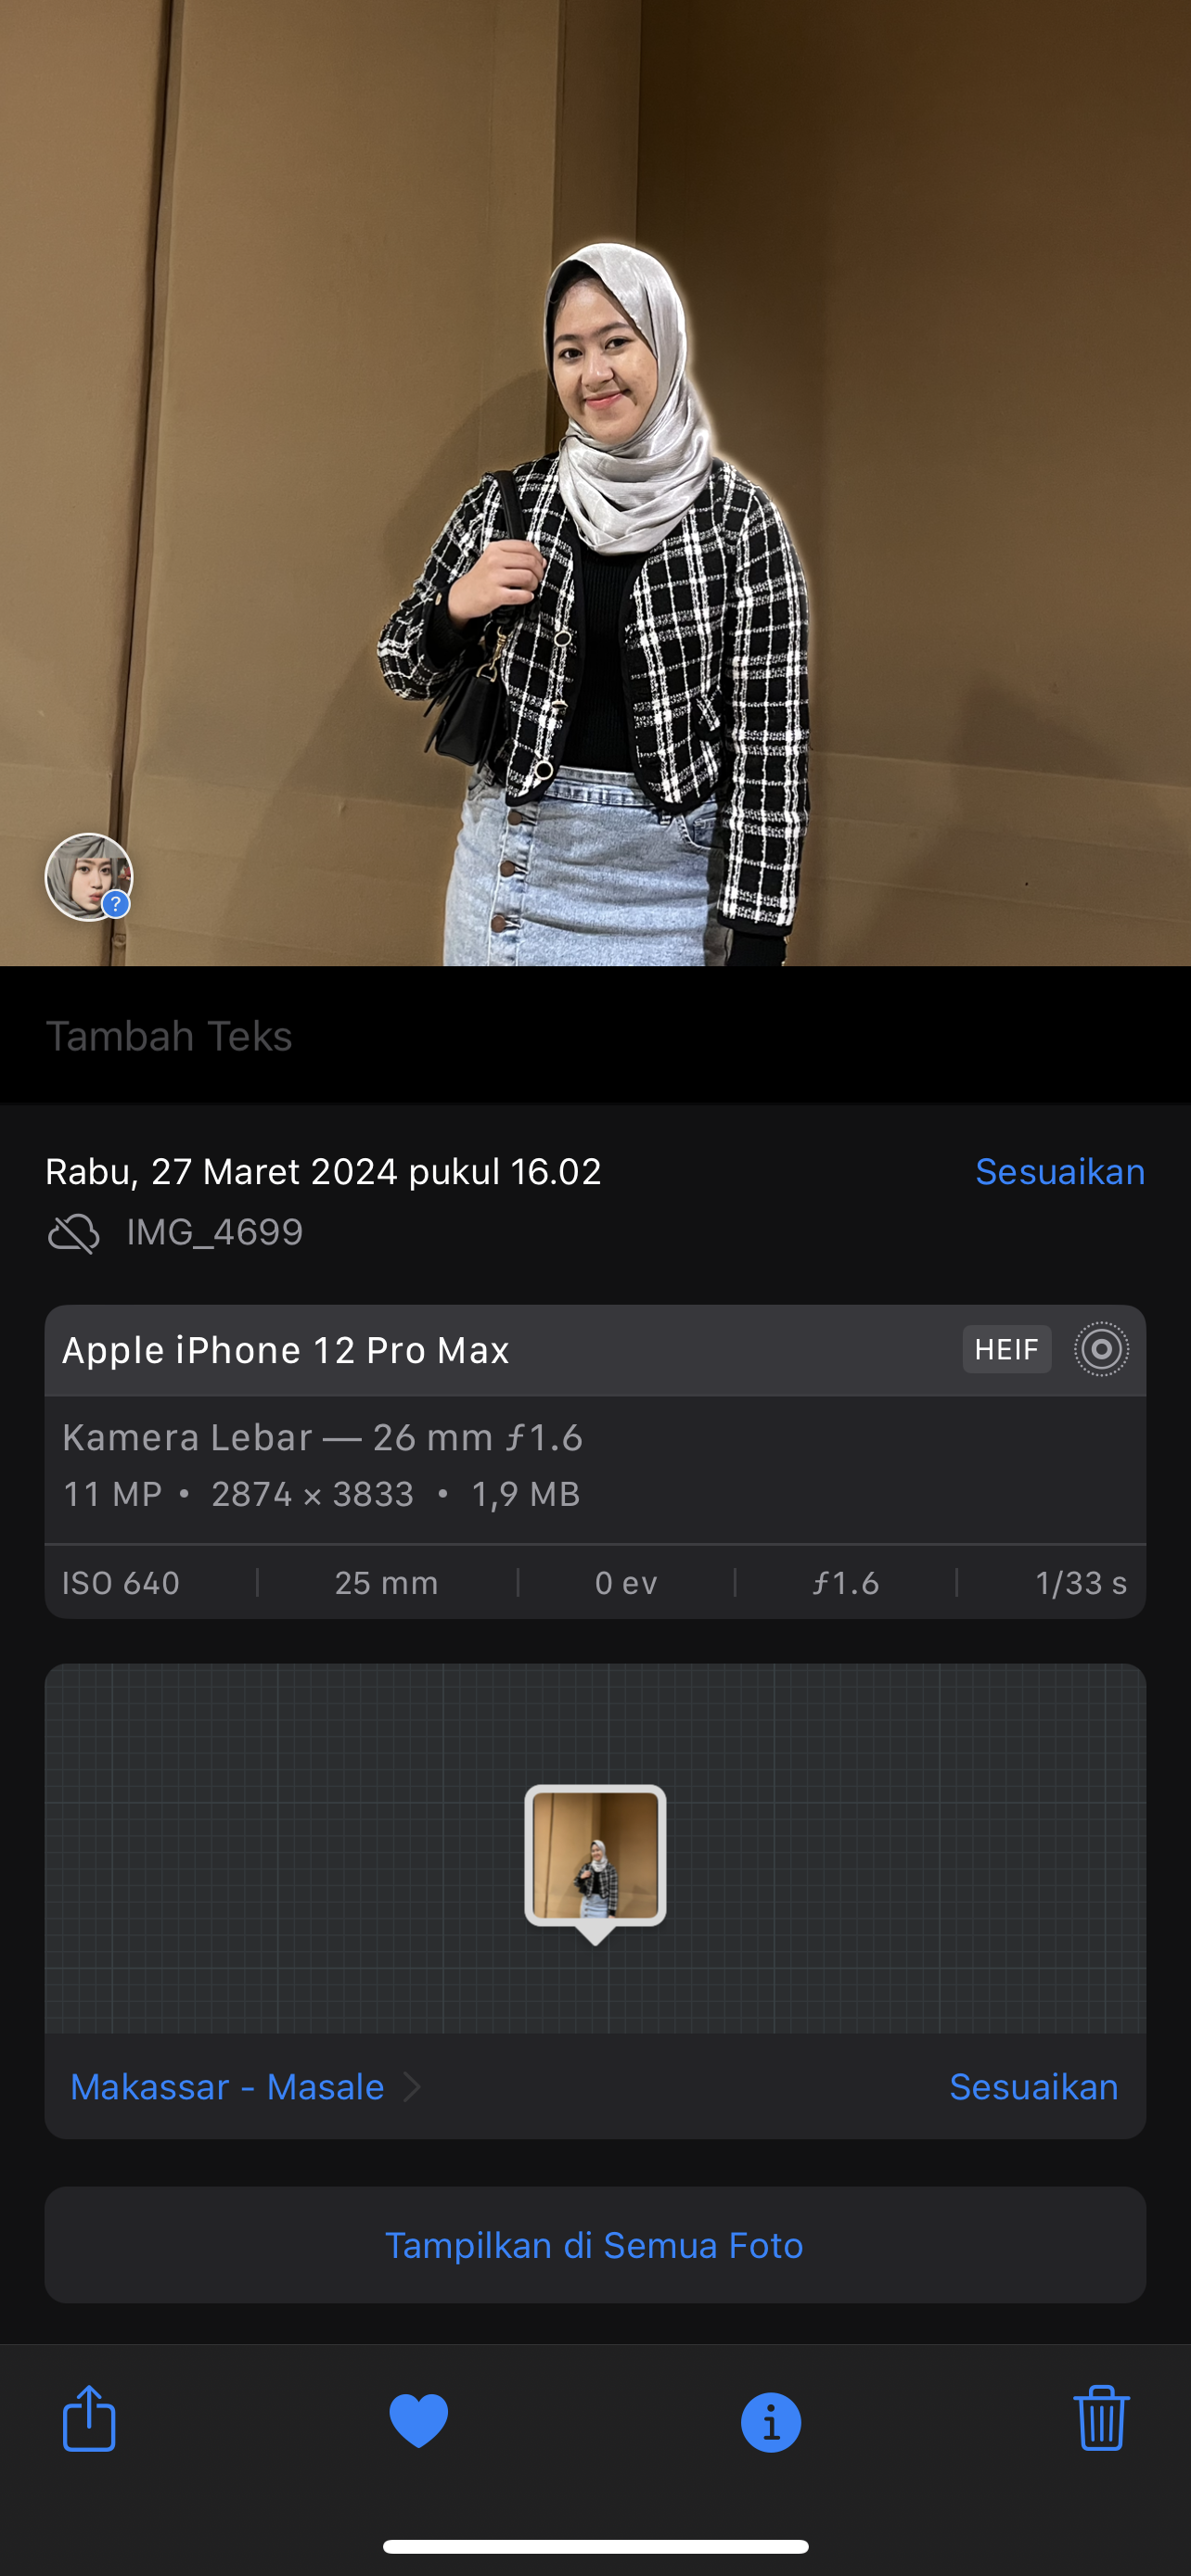 ?
Tambah Teks
Rabu, 27 Maret 2024 pukul 16.02 Sesuaikan
IMG_4699
Apple iPhone 12 Pro Max HEIF
Kamera Lebar — 26 mm ƒ1.6
11 MP • 2874 × 3833 • 1,9 MB
ISO 640 | 25 mm | 0 ev | ƒ1.6 | 1/33 s
Makassar - Masale > Sesuaikan
Tampilkan di Semua Foto